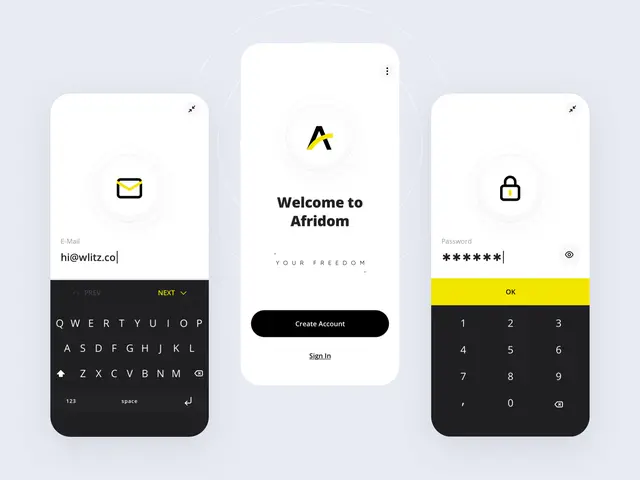 E-Mail
hi@wlitz.co
PREV
NEXT
Q W E R T Y U I O P
A S D F G H J K L
Z X C V B N M
123
space
Welcome to
Afridom
YOUR FREEDOM
Create Account
Sign In
Password
******
OK
1 2 3
4 5 6
7 8 9
, 0